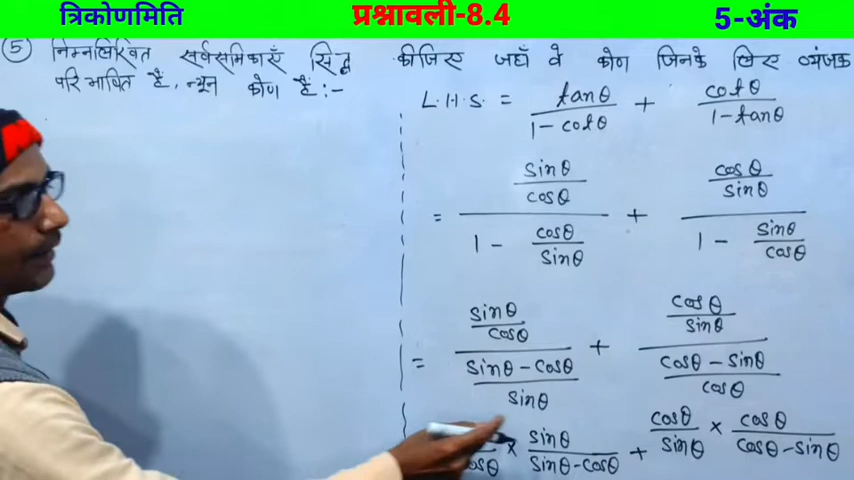 त्रिकोणमिति प्रश्नावली-8.4 5-अंक
(5) निम्नलिखित सर्वसमिकाएँ सिद्ध कीजिए जहाँ वे कोण जिनके लिए व्यंजक
परिभाषित है, न्यून कोण है :-
L.H.S. = tanθ/(1-cotθ) + cotθ/(1-tanθ)
= (sinθ/cosθ)/(1 - cosθ/sinθ) + (cosθ/sinθ)/(1 - sinθ/cosθ)
= (sinθ/cosθ)/((sinθ-cosθ)/sinθ) + (cosθ/sinθ)/((cosθ-sinθ)/cosθ)
/cosθ × sinθ/(sinθ-cosθ) + cosθ/sinθ × cosθ/(cosθ-sinθ)